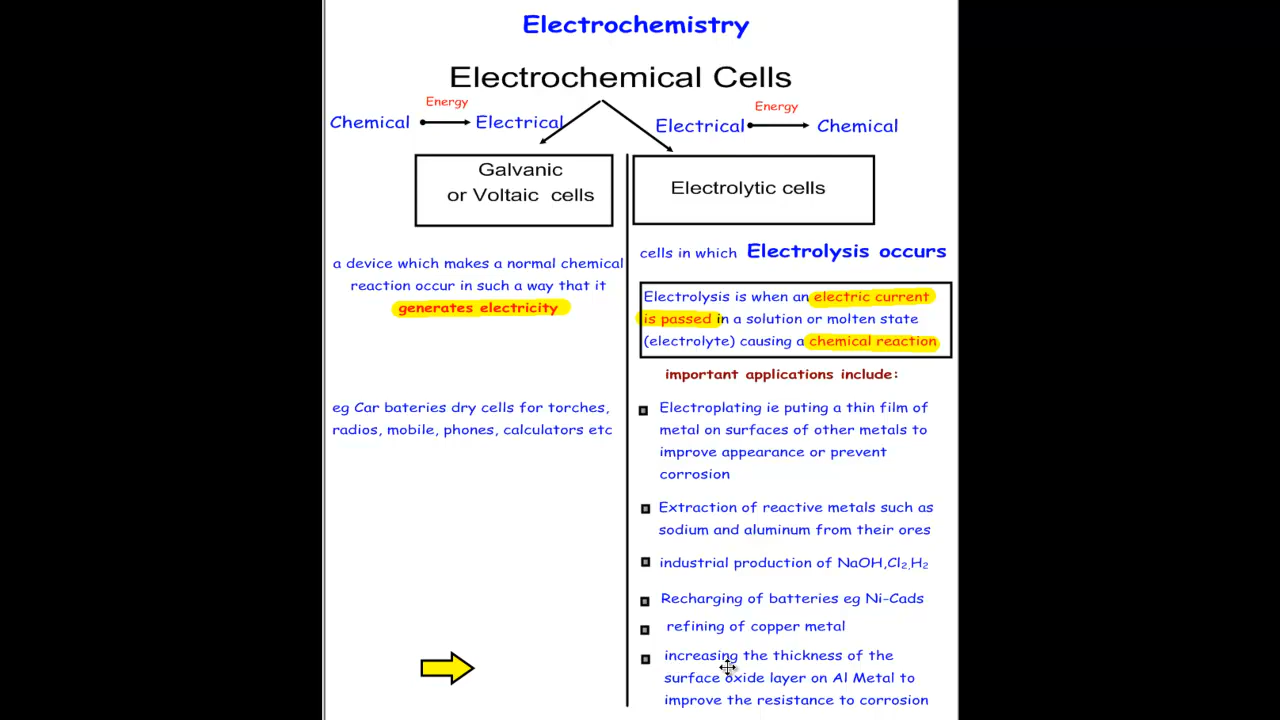 Electrochemistry
Electrochemical Cells
Energy
Chemical Electrical
Energy
Electrical Chemical
Galvanic
or Voltaic cells
a device which makes a normal chemical
reaction occur in such a way that it
generates electricity
eg Car bateries dry cells for torches,
radios, mobile, phones, calculators etc
Electrolytic cells
cells in which Electrolysis occurs
Electrolysis is when an electric current
is passed in a solution or molten state
(electrolyte) causing a chemical reaction
important applications include:
Electroplating ie puting a thin film of
metal on surfaces of other metals to
improve appearance or prevent
corrosion
Extraction of reactive metals such as
sodium and aluminum from their ores
industrial production of NaOH,Cl₂,H₂
Recharging of batteries eg Ni-Cads
refining of copper metal
increasing the thickness of the
surface oxide layer on Al Metal to
improve the resistance to corrosion